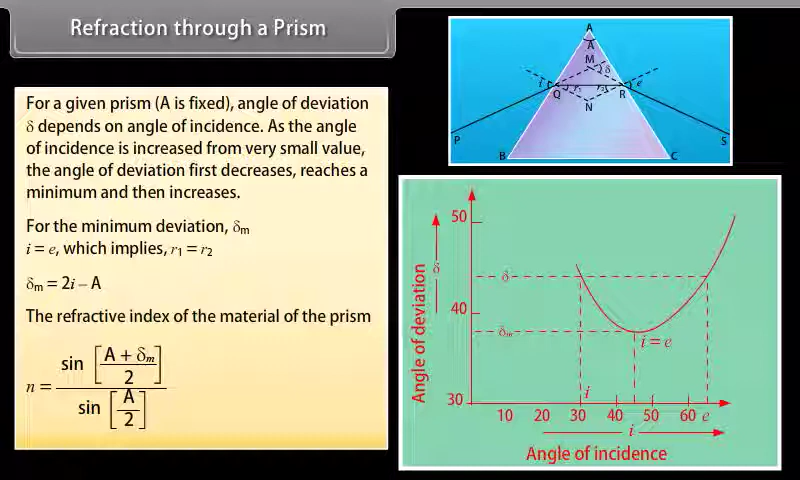 Refraction through a Prism
For a given prism (A is fixed), angle of deviation
δ depends on angle of incidence. As the angle
of incidence is increased from very small value,
the angle of deviation first decreases, reaches a
minimum and then increases.
For the minimum deviation, δm
i = e, which implies, r1 = r2
δm = 2i – A
The refractive index of the material of the prism
n = sin [A + δm / 2] / sin [A / 2]
A
A
M
δ
i
e
Q
r1
r2
R
N
P
S
B
C
50
40
30
δ
δm
i = e
i
10 20 30 40 50 60 e
i
Angle of deviation
δ
Angle of incidence